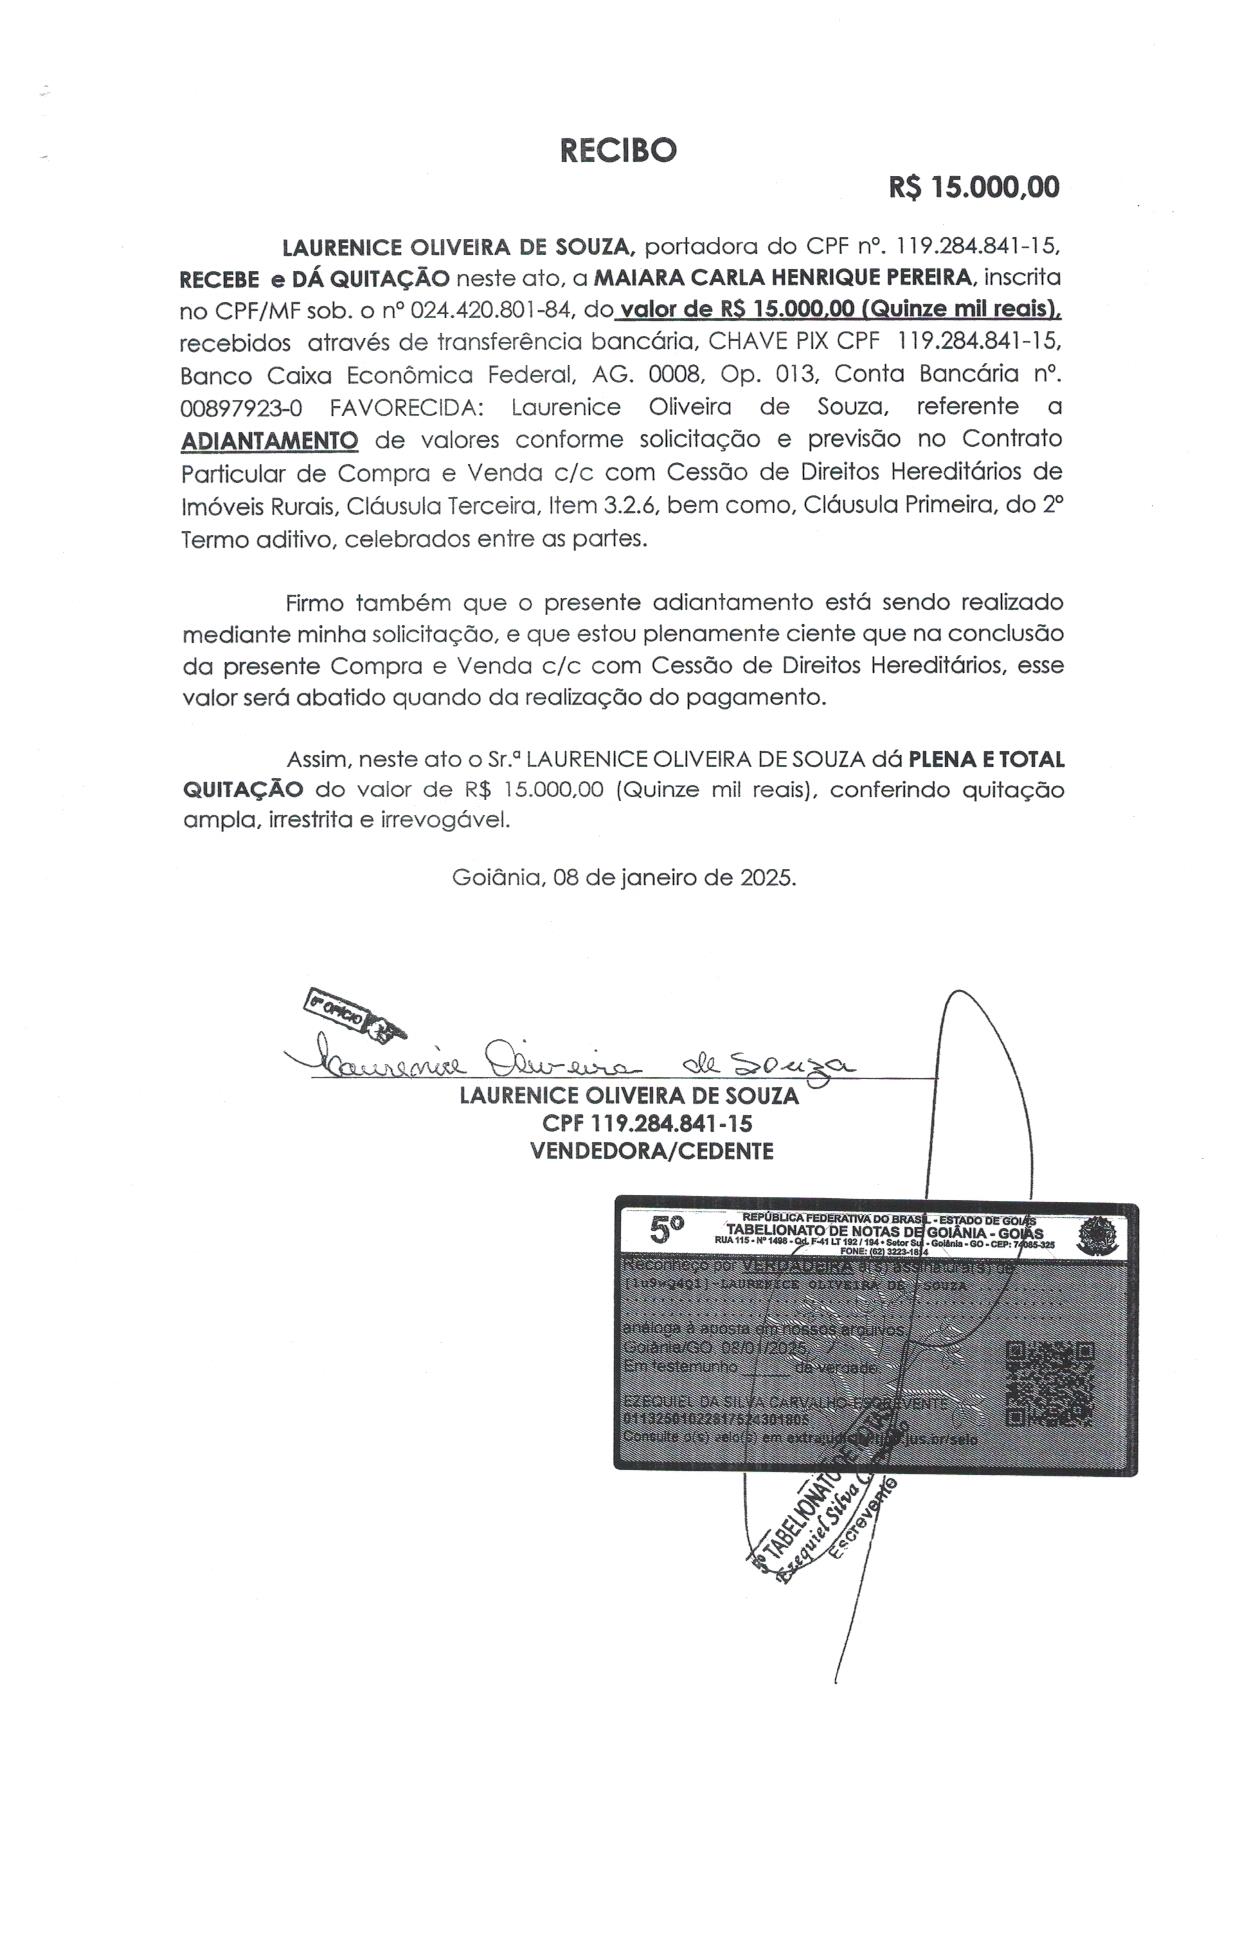 RECIBO
R$ 15.000,00
LAURENICE OLIVEIRA DE SOUZA, portadora do CPF nº. 119.284.841-15,
RECEBE e DÁ QUITAÇÃO neste ato, a MAIARA CARLA HENRIQUE PEREIRA, inscrita
no CPF/MF sob. o nº 024.420.801-84, do valor de R$ 15.000,00 (Quinze mil reais),
recebidos através de transferência bancária, CHAVE PIX CPF 119.284.841-15,
Banco Caixa Econômica Federal, AG. 0008, Op. 013, Conta Bancária nº.
00897923-0 FAVORECIDA: Laurenice Oliveira de Souza, referente a
ADIANTAMENTO de valores conforme solicitação e previsão no Contrato
Particular de Compra e Venda c/c com Cessão de Direitos Hereditários de
Imóveis Rurais, Cláusula Terceira, Item 3.2.6, bem como, Cláusula Primeira, do 2º
Termo aditivo, celebrados entre as partes.
Firmo também que o presente adiantamento está sendo realizado
mediante minha solicitação, e que estou plenamente ciente que na conclusão
da presente Compra e Venda c/c com Cessão de Direitos Hereditários, esse
valor será abatido quando da realização do pagamento.
Assim, neste ato o Sr.ª LAURENICE OLIVEIRA DE SOUZA dá PLENA E TOTAL
QUITAÇÃO do valor de R$ 15.000,00 (Quinze mil reais), conferindo quitação
ampla, irrestrita e irrevogável.
Goiânia, 08 de janeiro de 2025.
OFÍCIO
Laurenice Oliveira de Souza
LAURENICE OLIVEIRA DE SOUZA
CPF 119.284.841-15
VENDEDORA/CEDENTE
5º
REPÚBLICA FEDERATIVA DO BRASIL - ESTADO DE GOIÁS
TABELIONATO DE NOTAS DE GOIÂNIA - GOIÁS
RUA 115 - Nº 1498 - Qd. F-41 LT 192 / 194 • Setor Sul - Goiânia - GO - CEP: 74085-325
FONE: (62) 3223-1814
Reconheço por VERDADEIRA a(s) assinatura(s) de
[1u9wQ4Q1]-LAURENICE OLIVEIRA DE SOUZA ..........
análoga à aposta em nossos arquivos.
Goiânia/GO, 08/01/2025.
Em testemunho ______ da verdade.
EZEQUIEL DA SILVA CARVALHO-ESCREVENTE
01132501022817524301805
Consulte o(s) selo(s) em
5º TABELIONATO DE NOTAS
Ezequiel Silva
Escrevente